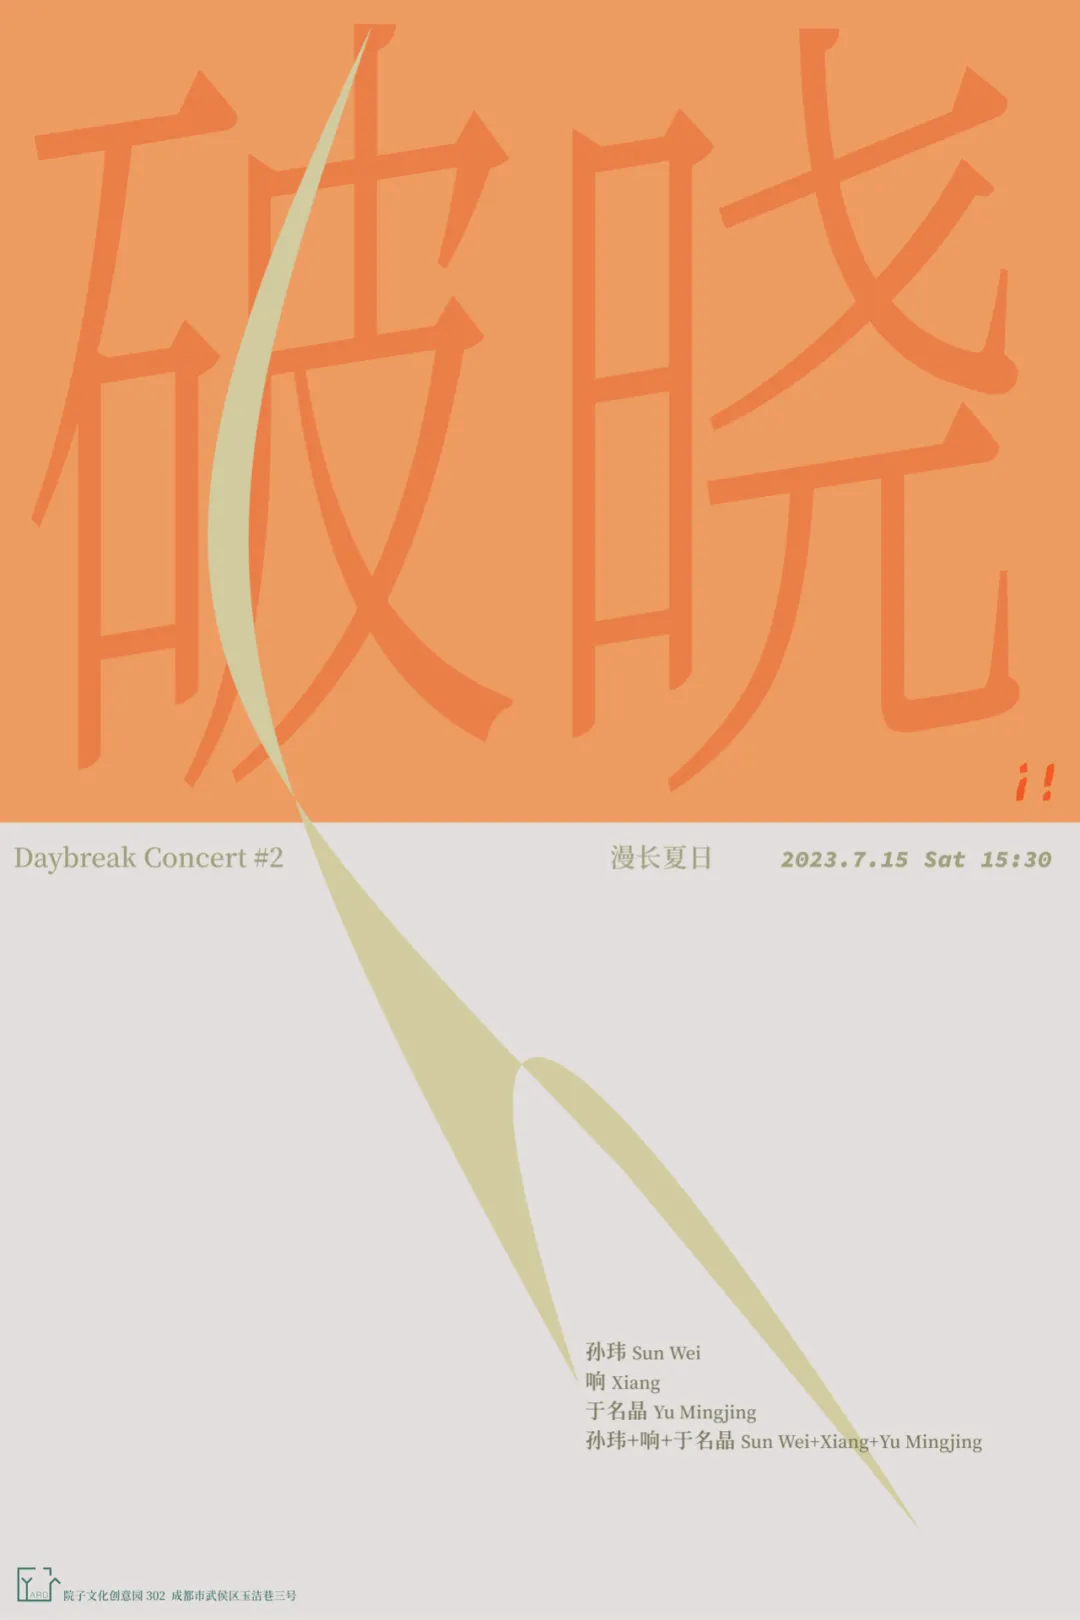 破晓
¡!
Daybreak Concert #2
漫长夏日
2023.7.15 Sat 15:30
孙玮 Sun Wei
响 Xiang
于名晶 Yu Mingjing
孙玮+响+于名晶 Sun Wei+Xiang+Yu Mingjing
YARD
院子文化创意园 302 成都市武侯区玉洁巷三号